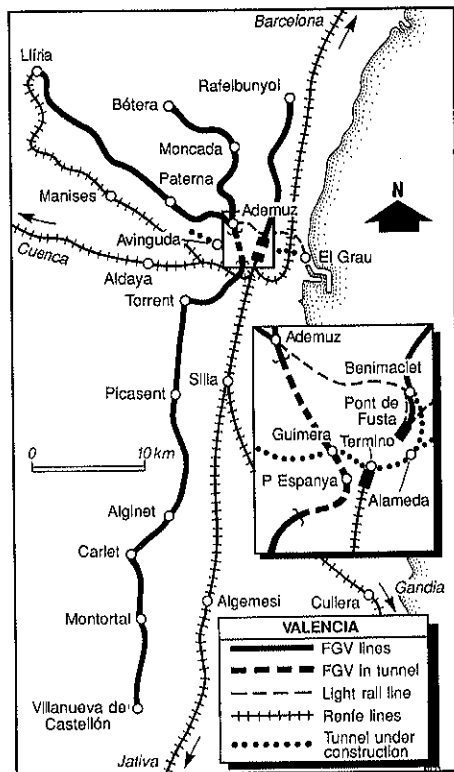 Barcelona
Llíria
Rafelbunyol
Bétera
Moncada
Paterna
Manises
Ademuz
N
Avinguda
Cuenca
El Grau
Aldaya
Torrent
Ademuz
Benimaclet
Picasent
Silla
Pont de
Fusta
Guimera
Termino
0 10 km
P. Espanya
Alameda
Alginet
Carlet
Gandia
Algemesi
Cullera
Montortal
VALENCIA
FGV lines
FGV in tunnel
Light rail line
Villanueva de
Castellón
Renfe lines
Tunnel under
construction
Jativa